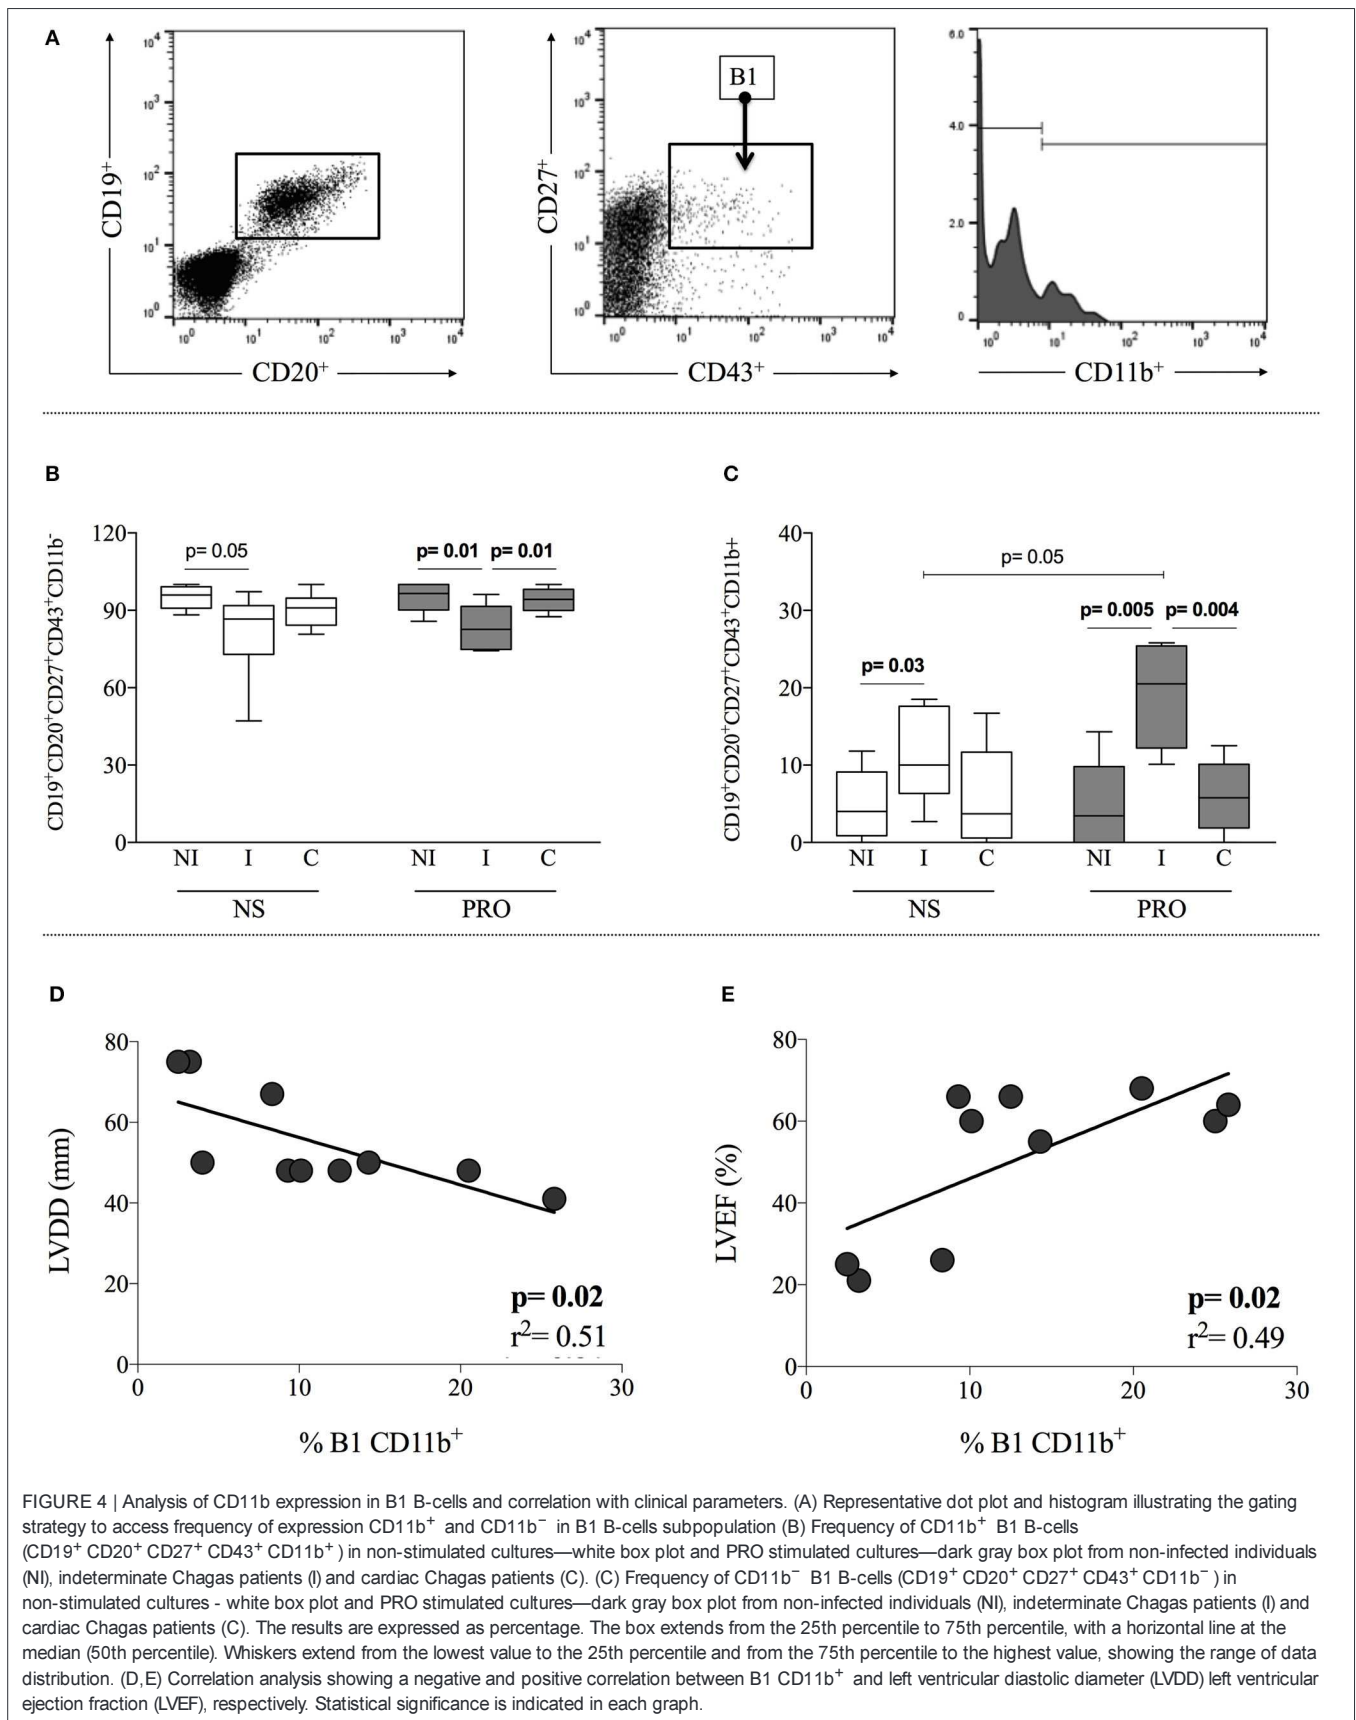 A
CD19⁺
10⁴
10³
10²
10¹
10⁰
10⁰ 10¹ 10² 10³ 10⁴
CD20⁺
CD27⁺
10⁴
10³
10²
10¹
10⁰
B1
10⁰ 10¹ 10² 10³ 10⁴
CD43⁺
6.0
4.0
2.0
0
10⁰ 10¹ 10² 10³ 10⁴
CD11b⁺
B
CD19⁺CD20⁺CD27⁺CD43⁺CD11b⁻
120
90
60
30
0
p= 0.05
p= 0.01 p= 0.01
NI I C NI I C
NS PRO
C
CD19⁺CD20⁺CD27⁺CD43⁺CD11b+
40
30
20
10
0
p= 0.05
p= 0.005 p= 0.004
p= 0.03
NI I C NI I C
NS PRO
D
LVDD (mm)
80
60
40
20
0
p= 0.02
r²= 0.51
0 10 20 30
% B1 CD11b⁺
E
LVEF (%)
80
60
40
20
0
p= 0.02
r²= 0.49
0 10 20 30
% B1 CD11b⁺
FIGURE 4 | Analysis of CD11b expression in B1 B-cells and correlation with clinical parameters. (A) Representative dot plot and histogram illustrating the gating
strategy to access frequency of expression CD11b⁺ and CD11b⁻ in B1 B-cells subpopulation (B) Frequency of CD11b⁺ B1 B-cells
(CD19⁺ CD20⁺ CD27⁺ CD43⁺ CD11b⁺) in non-stimulated cultures—white box plot and PRO stimulated cultures—dark gray box plot from non-infected individuals
(NI), indeterminate Chagas patients (I) and cardiac Chagas patients (C). (C) Frequency of CD11b⁻ B1 B-cells (CD19⁺ CD20⁺ CD27⁺ CD43⁺ CD11b⁻) in
non-stimulated cultures - white box plot and PRO stimulated cultures—dark gray box plot from non-infected individuals (NI), indeterminate Chagas patients (I) and
cardiac Chagas patients (C). The results are expressed as percentage. The box extends from the 25th percentile to 75th percentile, with a horizontal line at the
median (50th percentile). Whiskers extend from the lowest value to the 25th percentile and from the 75th percentile to the highest value, showing the range of data
distribution. (D,E) Correlation analysis showing a negative and positive correlation between B1 CD11b⁺ and left ventricular diastolic diameter (LVDD) left ventricular
ejection fraction (LVEF), respectively. Statistical significance is indicated in each graph.